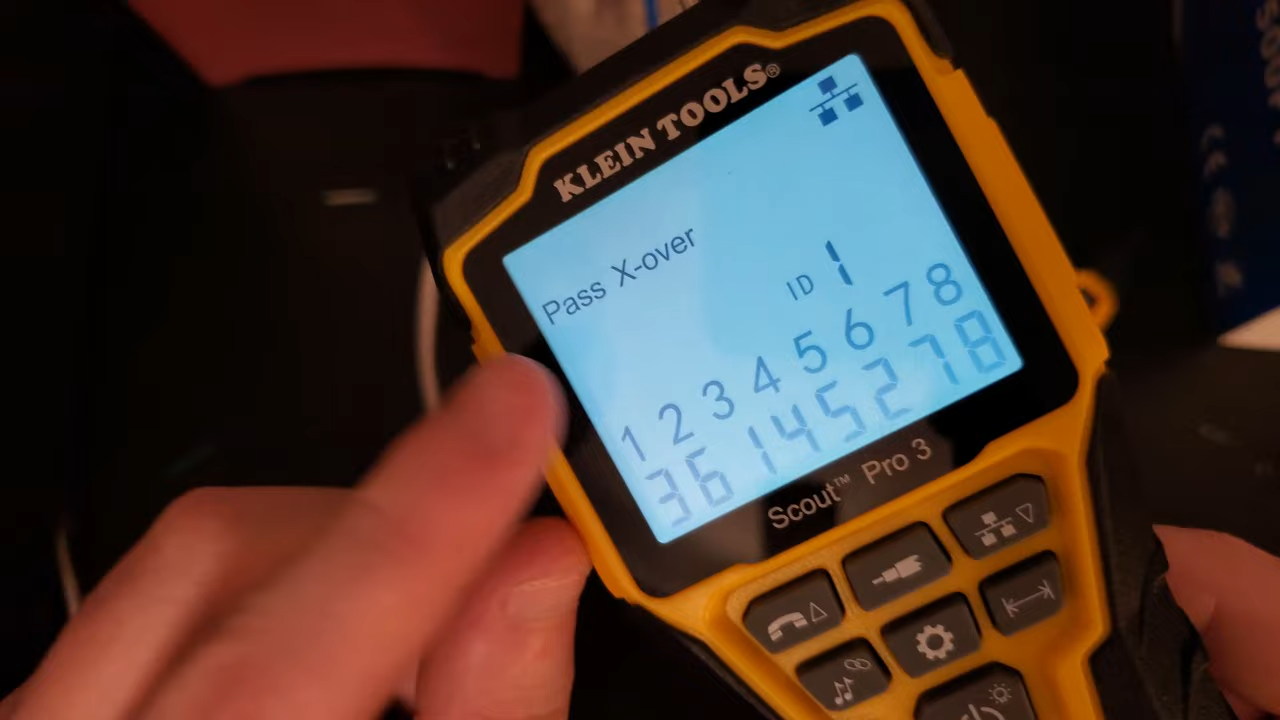 KLEIN TOOLS®
Pass X-over
ID 1
1 2 3 4 5 6 7 8
3 6 1 4 5 2 7 8
Scout™ Pro 3